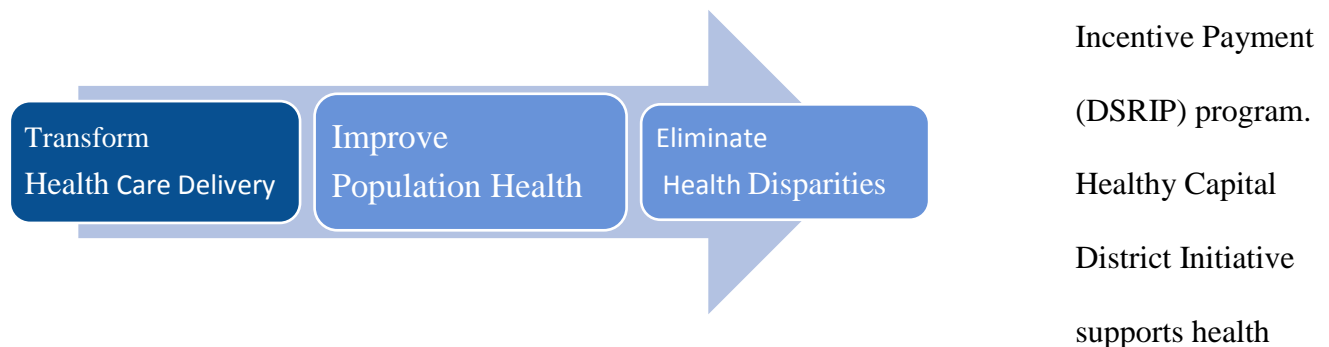 Transform
Health Care Delivery
Improve
Population Health
Eliminate
Health Disparities
Incentive Payment
(DSRIP) program.
Healthy Capital
District Initiative
supports health